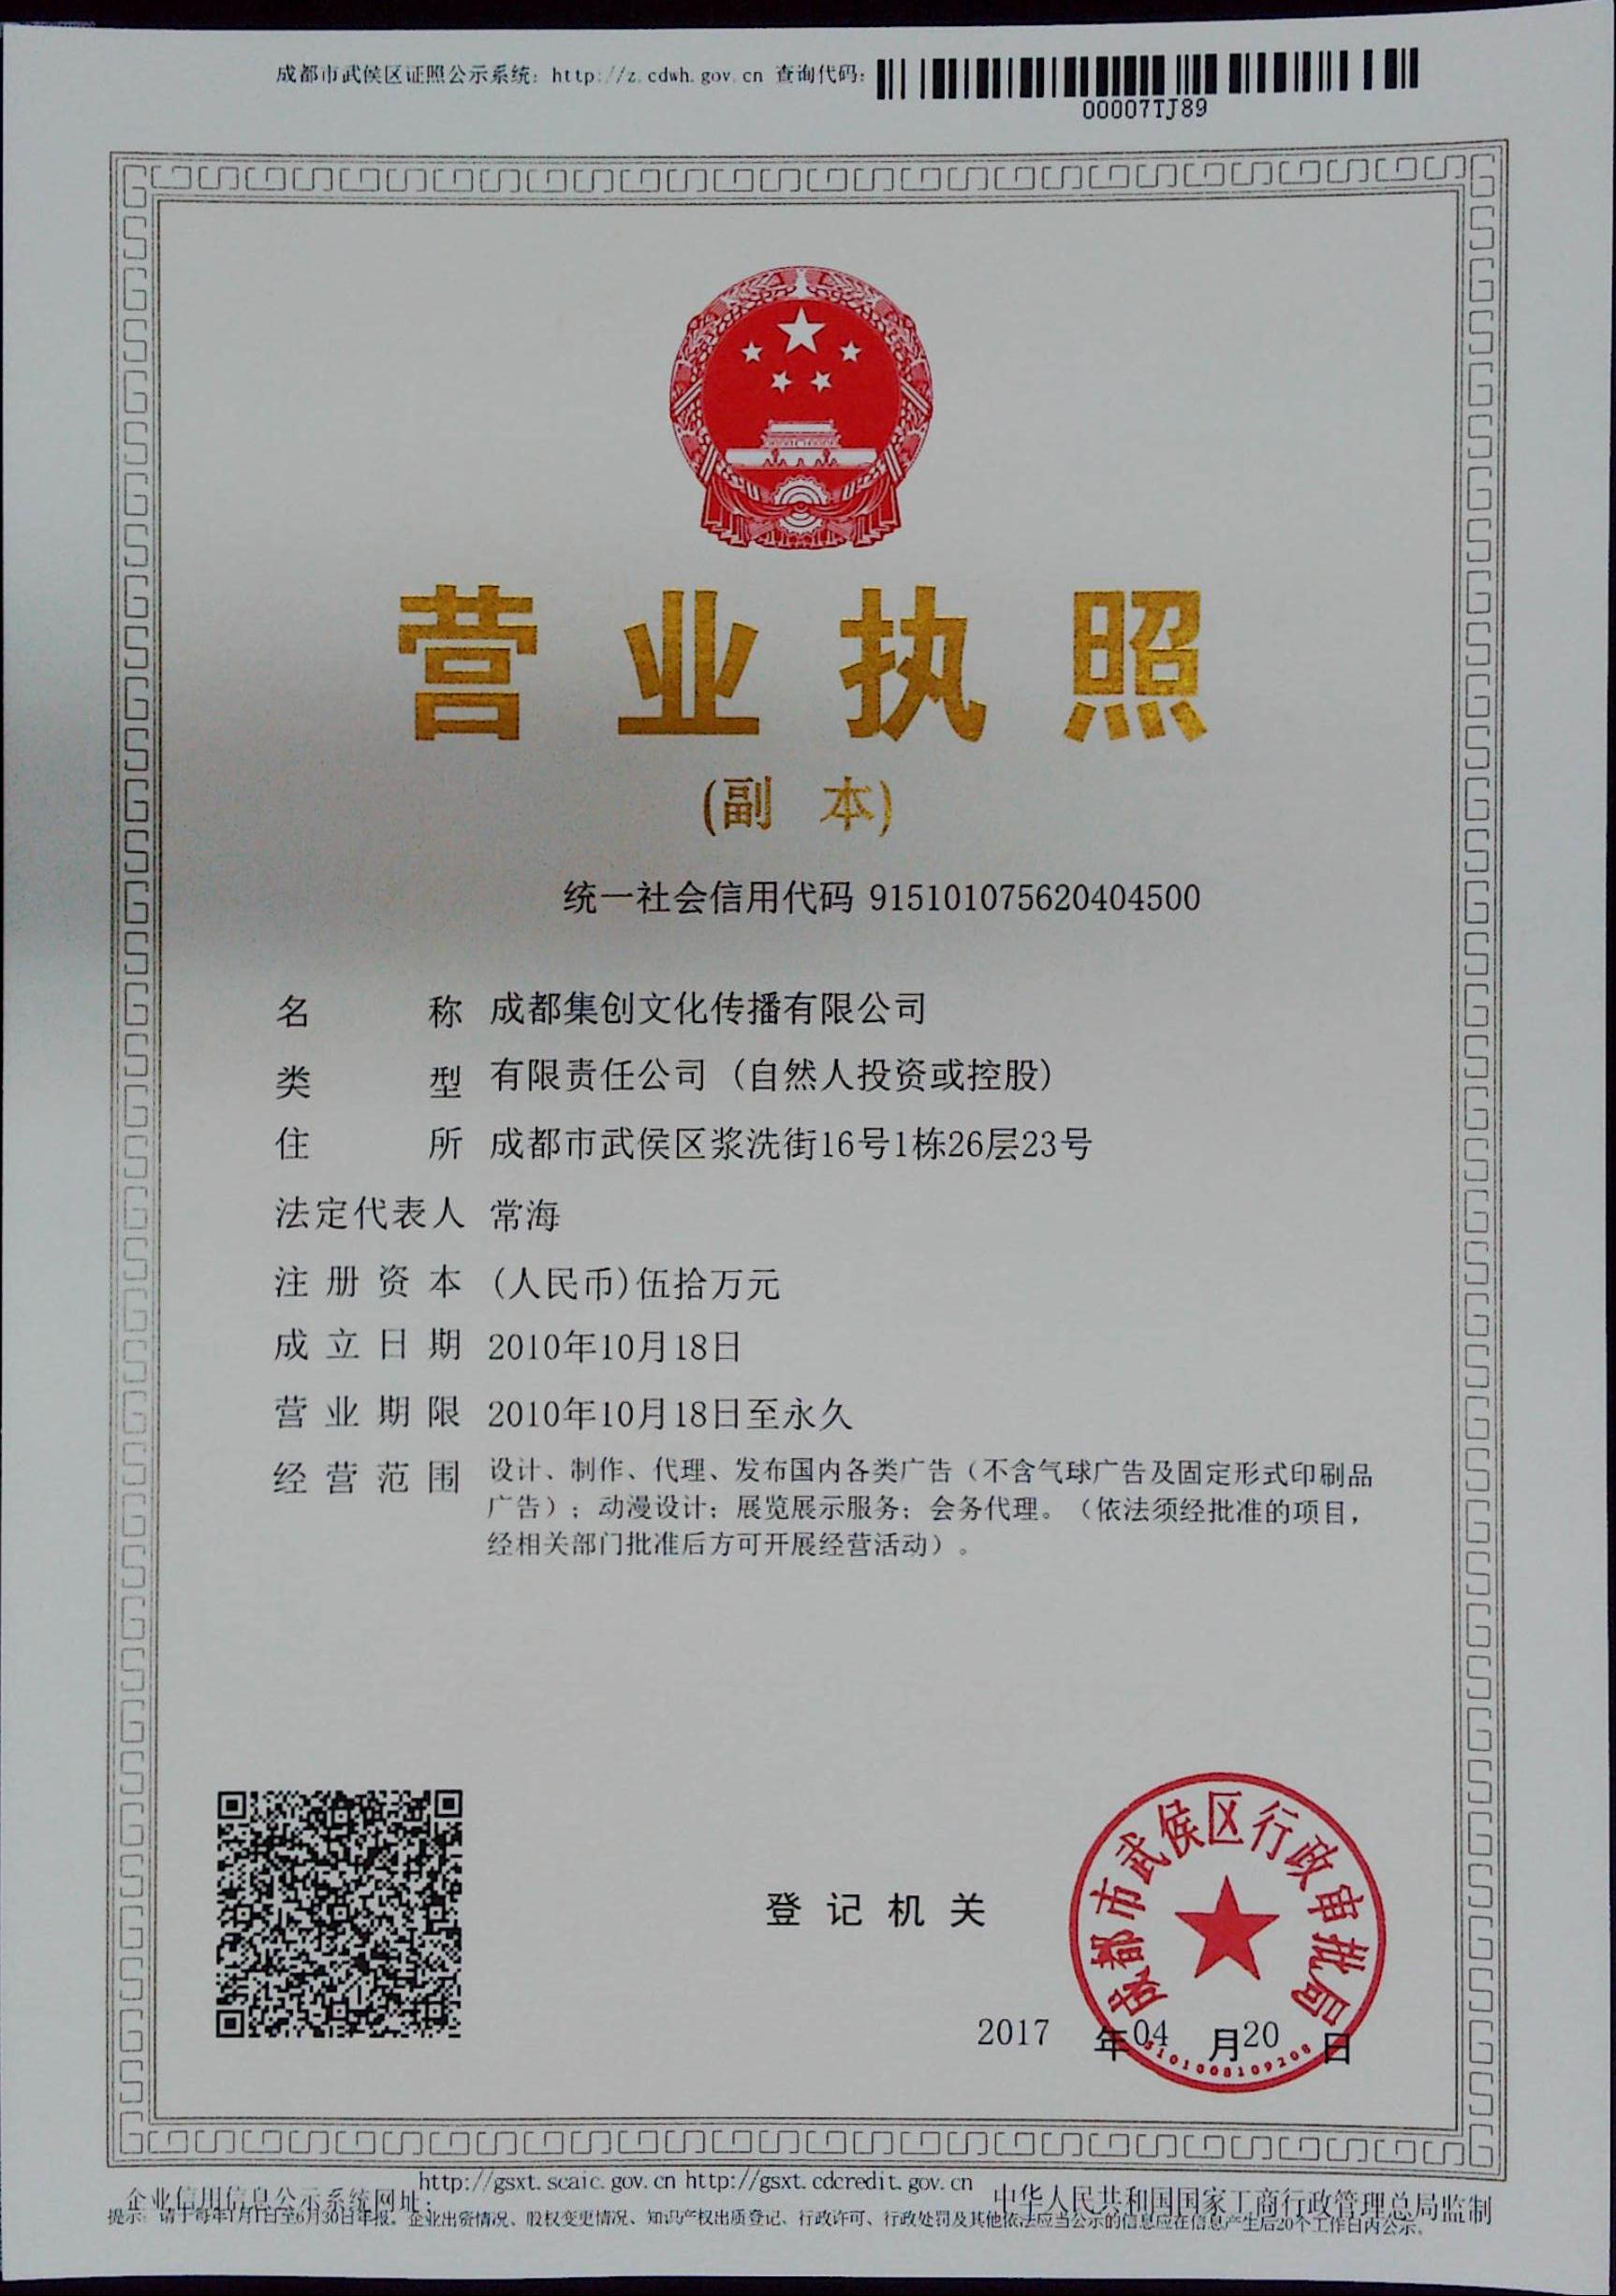 成都市武侯区证照公示系统：http://z.cdwh.gov.cn 查询代码：
00007TJ89
营业执照
(副 本)
统一社会信用代码 915101075620404500
名 称 成都集创文化传播有限公司
类 型 有限责任公司（自然人投资或控股）
住 所 成都市武侯区浆洗街16号1栋26层23号
法定代表人 常海
注册资本 (人民币)伍拾万元
成立日期 2010年10月18日
营业期限 2010年10月18日至永久
经营范围 设计、制作、代理、发布国内各类广告（不含气球广告及固定形式印刷品
广告）；动漫设计；展览展示服务；会务代理。（依法须经批准的项目，
经相关部门批准后方可开展经营活动）。
登记机关
成都市武侯区行政审批局
2017 年04 月20 日
5101008109208
http://gsxt.scaic.gov.cn http://gsxt.cdcredit.gov.cn
企业信用信息公示系统网址：
中华人民共和国国家工商行政管理总局监制
提示：请于每年1月1日至6月30日年报。企业出资情况、股权变更情况、知识产权出质登记、行政许可、行政处罚及其他依法应当公示的信息应在信息产生后20个工作日内公示。